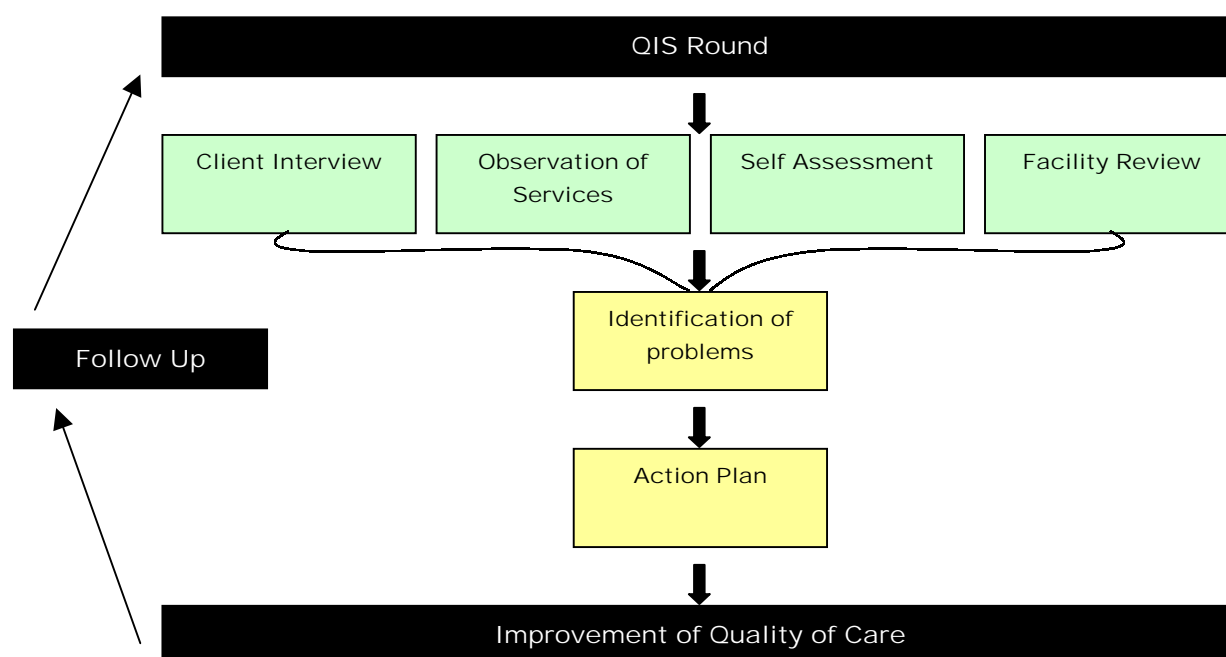 QIS Round
Client Interview
Observation of
Services
Self Assessment
Facility Review
Identification of
problems
Follow Up
Action Plan
Improvement of Quality of Care